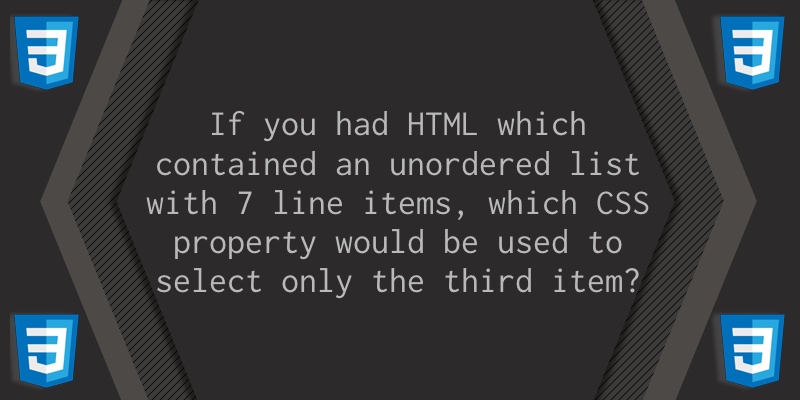 If you had HTML which
contained an unordered list
with 7 line items, which CSS
property would be used to
select only the third item?